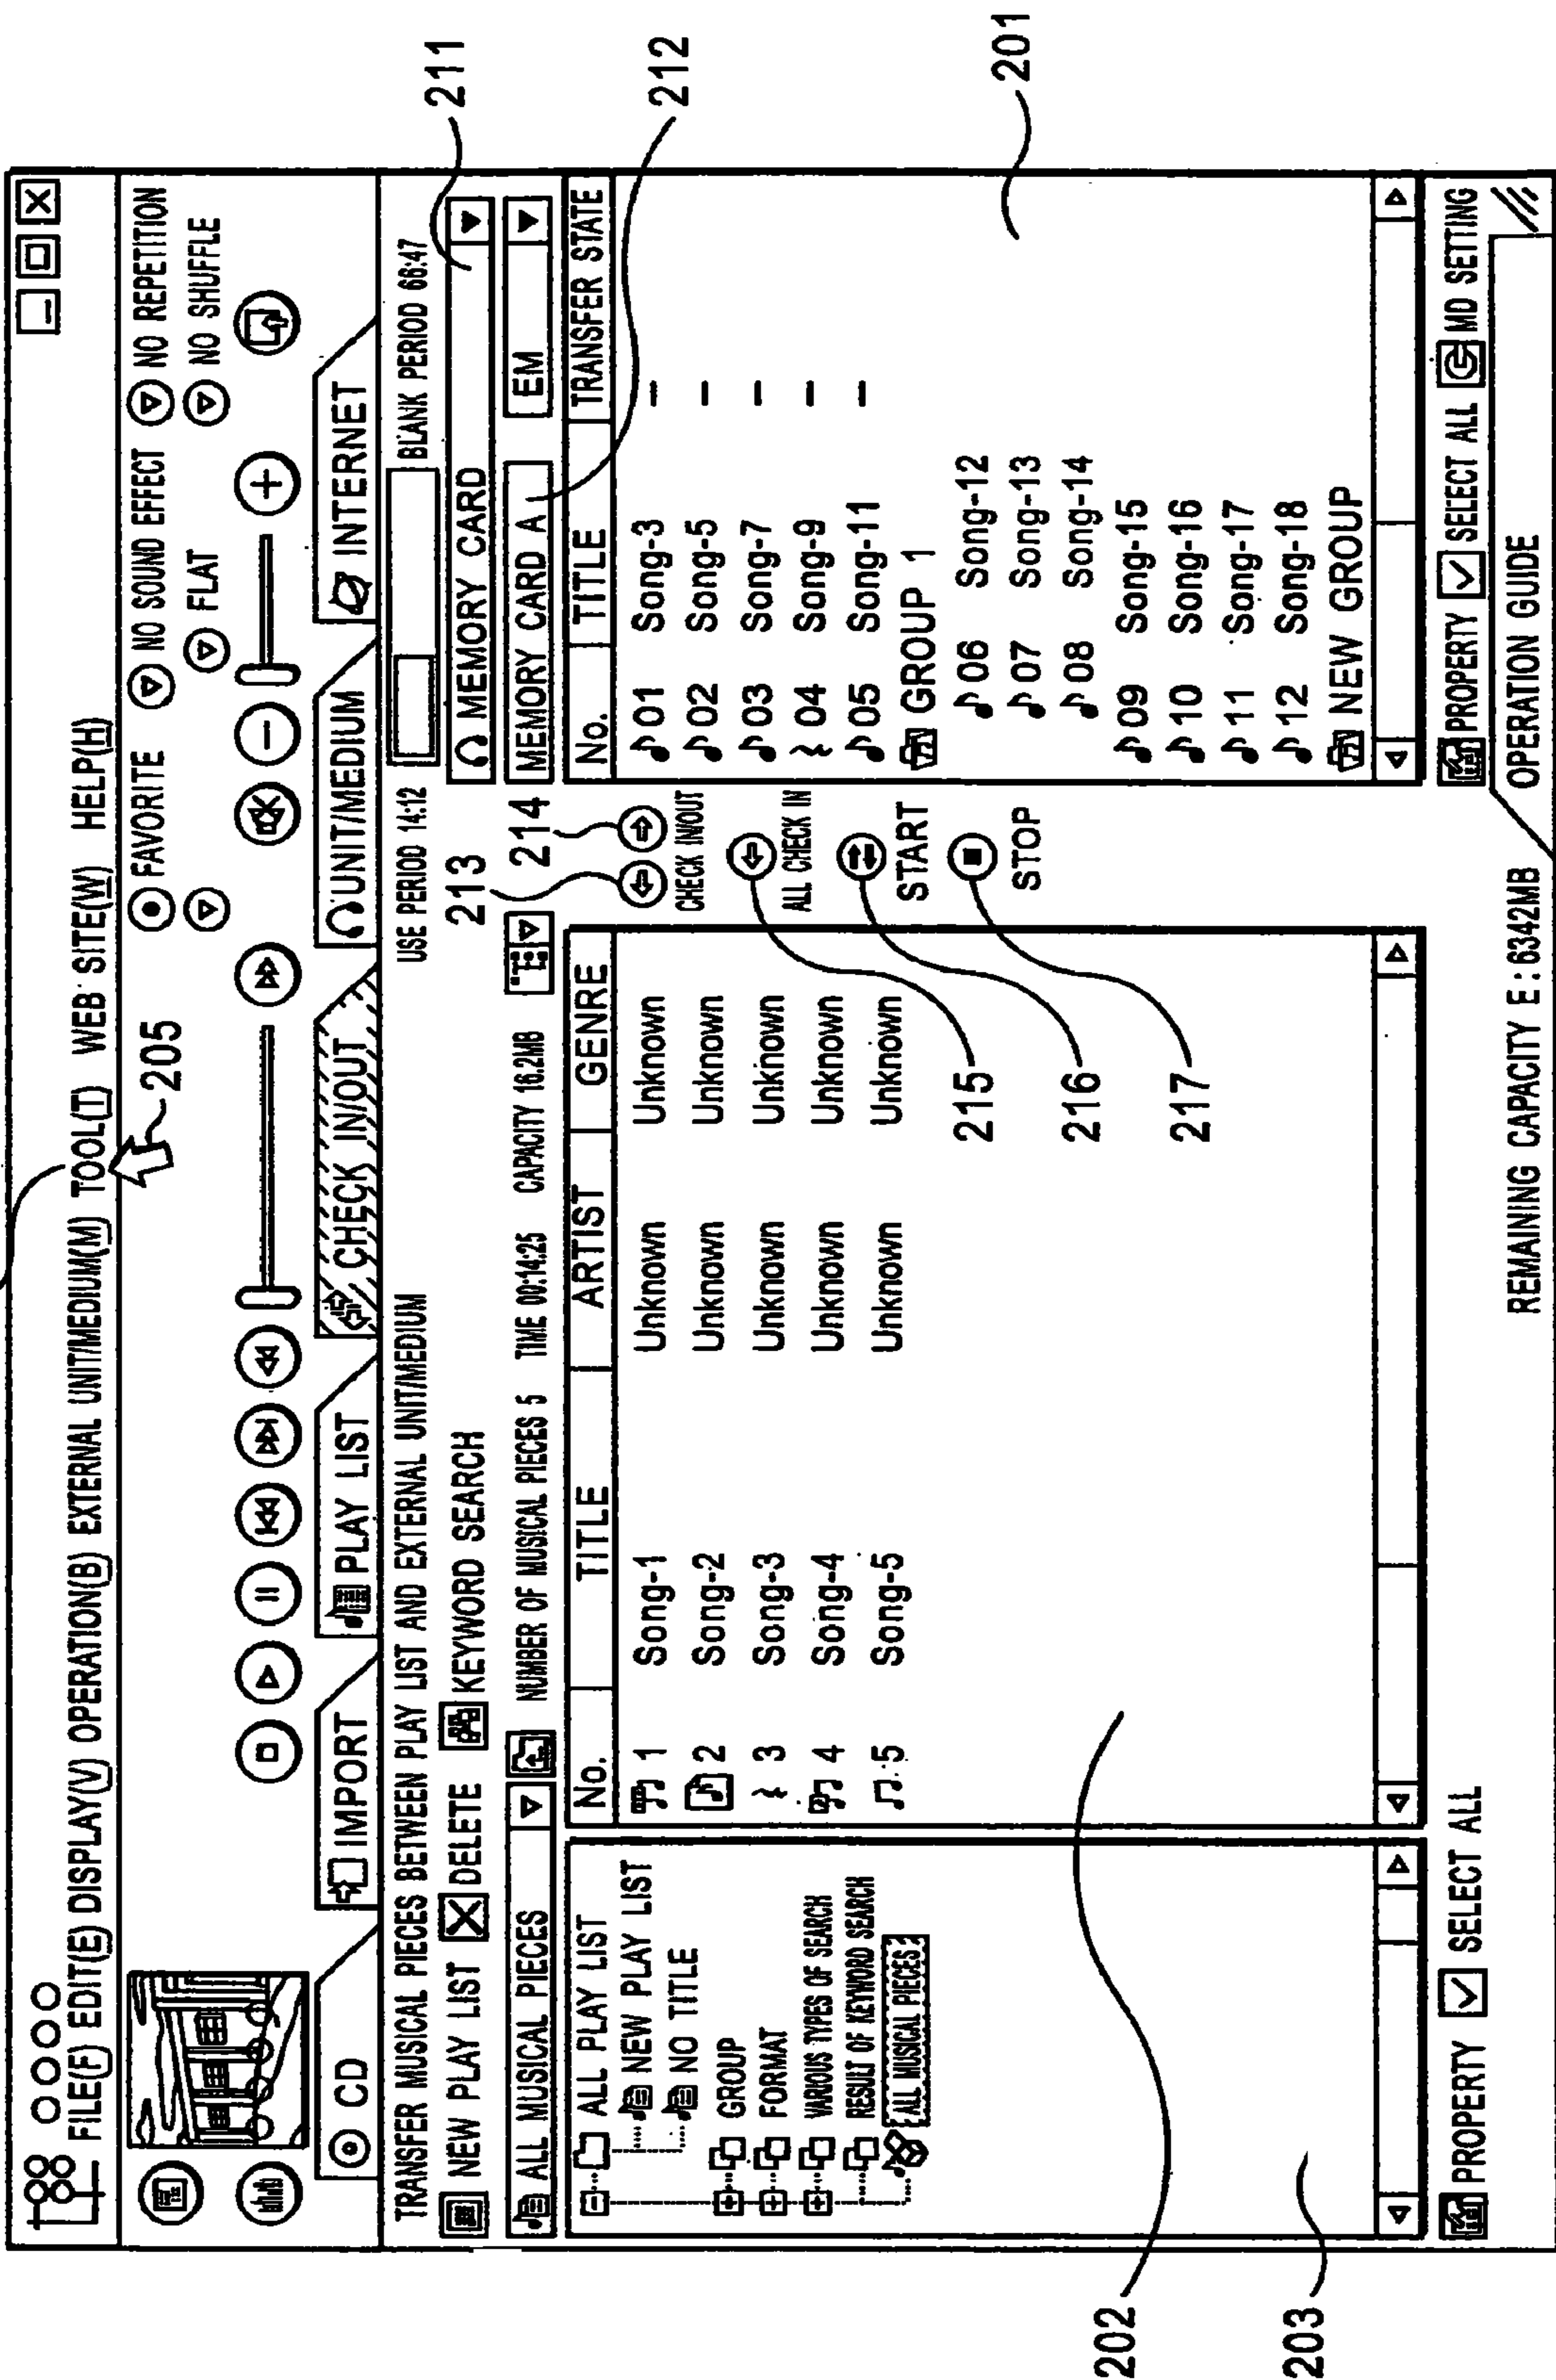 FILE(F) EDIT(E) DISPLAY(V) OPERATION(B) EXTERNAL UNIT/MEDIUM(M) TOOL(T) WEB SITE(W) HELP(H)
205
FAVORITE
NO SOUND EFFECT
NO REPETITION
FLAT
NO SHUFFLE
CD
IMPORT
PLAY LIST
CHECK IN/OUT
UNIT/MEDIUM
INTERNET
TRANSFER MUSICAL PIECES BETWEEN PLAY LIST AND EXTERNAL UNIT/MEDIUM
USE PERIOD 14:12
BLANK PERIOD 66:47
NEW PLAY LIST
DELETE
KEYWORD SEARCH
213
MEMORY CARD
211
ALL MUSICAL PIECES
NUMBER OF MUSICAL PIECES 5 TIME 00:14:25 CAPACITY 16.2MB
214
MEMORY CARD A
EM
212
ALL PLAY LIST
NEW PLAY LIST
NO TITLE
GROUP
FORMAT
VARIOUS TYPES OF SEARCH
RESULT OF KEYWORD SEARCH
ALL MUSICAL PIECES
No. TITLE ARTIST GENRE
1 Song-1 Unknown Unknown
2 Song-2 Unknown Unknown
3 Song-3 Unknown Unknown
4 Song-4 Unknown Unknown
5 Song-5 Unknown Unknown
CHECK IN/OUT
ALL CHECK IN
START
STOP
215
216
217
No. TITLE TRANSFER STATE
01 Song-3 –
02 Song-5 –
03 Song-7 –
04 Song-9 –
05 Song-11 –
GROUP 1
06 Song-12
07 Song-13
08 Song-14
09 Song-15
10 Song-16
11 Song-17
12 Song-18
NEW GROUP
201
202
203
PROPERTY SELECT ALL
PROPERTY SELECT ALL MD SETTING
REMAINING CAPACITY E:6342MB
OPERATION GUIDE